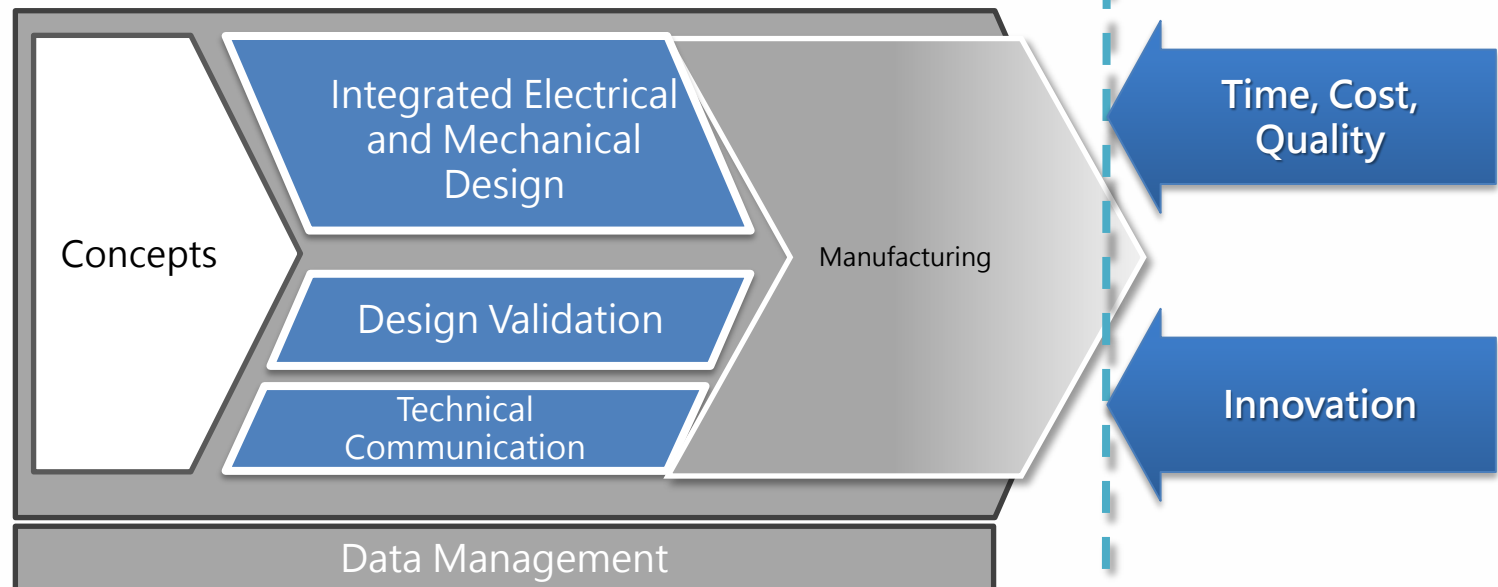 Concepts
Integrated Electrical
and Mechanical
Design
Design Validation
Technical
Communication
Manufacturing
Time, Cost,
Quality
Innovation
Data Management